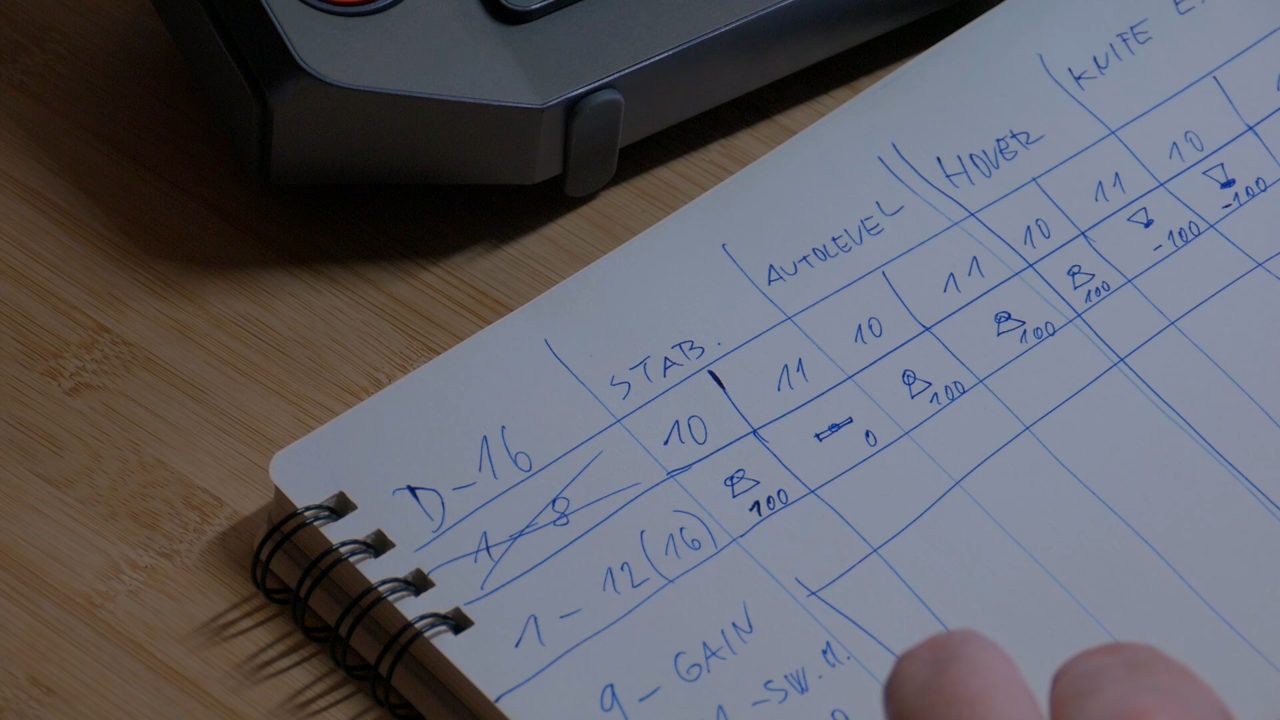 D-16 STAB. AUTOLEVEL HOVER KNIFE
1-8 10 11 10 11 10 11 10
1-12(16) 100 0 100 100 100 -100 -100
9-GAIN
-SW.